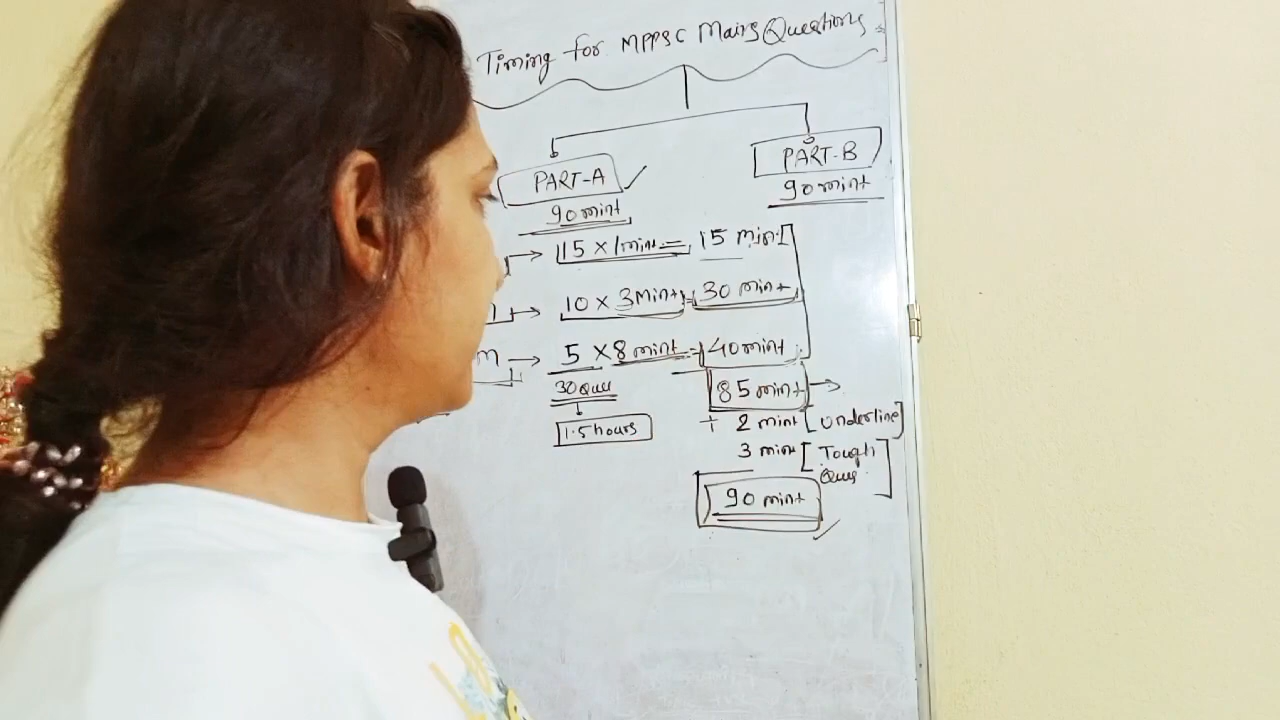 Timing for MPPSC Mains Questions
PART-A PART-B
90 mint 90 mint
15 × 1 mint = 15 mint
10 × 3 mint = 30 mint
m → 5 × 8 mint = 40 mint
30 Ques 85 mint →
1.5 hours + 2 mint [Underline]
3 mint [Tough
Ques]
90 mint